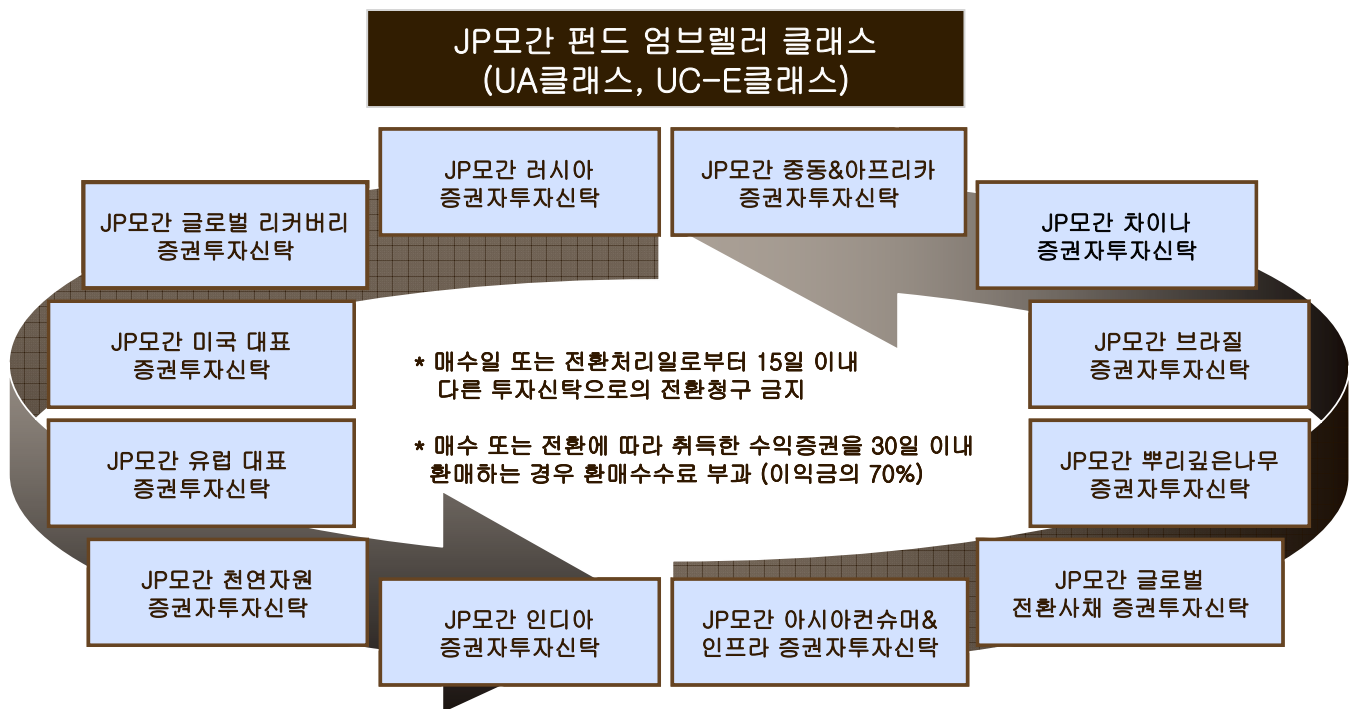 JP모간 펀드 엄브렐러 클래스
(UA클래스, UC-E클래스)
JP모간 러시아
증권자투자신탁
JP모간 중동&아프리카
증권자투자신탁
JP모간 글로벌 리커버리
증권투자신탁
JP모간 차이나
증권자투자신탁
JP모간 미국 대표
증권자투자신탁
JP모간 브라질
증권자투자신탁
* 매수일 또는 전환처리일로부터 15일 이내
다른 투자신탁으로의 전환청구 금지
* 매수 또는 전환에 따라 취득한 수익증권을 30일 이내
환매하는 경우 환매수수료 부과 (이익금의 70%)
JP모간 유럽 대표
증권자투자신탁
JP모간 뿌리깊은나무
증권자투자신탁
JP모간 천연자원
증권자투자신탁
JP모간 글로벌
전환사채 증권투자신탁
JP모간 인디아
증권자투자신탁
JP모간 아시아컨슈머&
인프라 증권자투자신탁